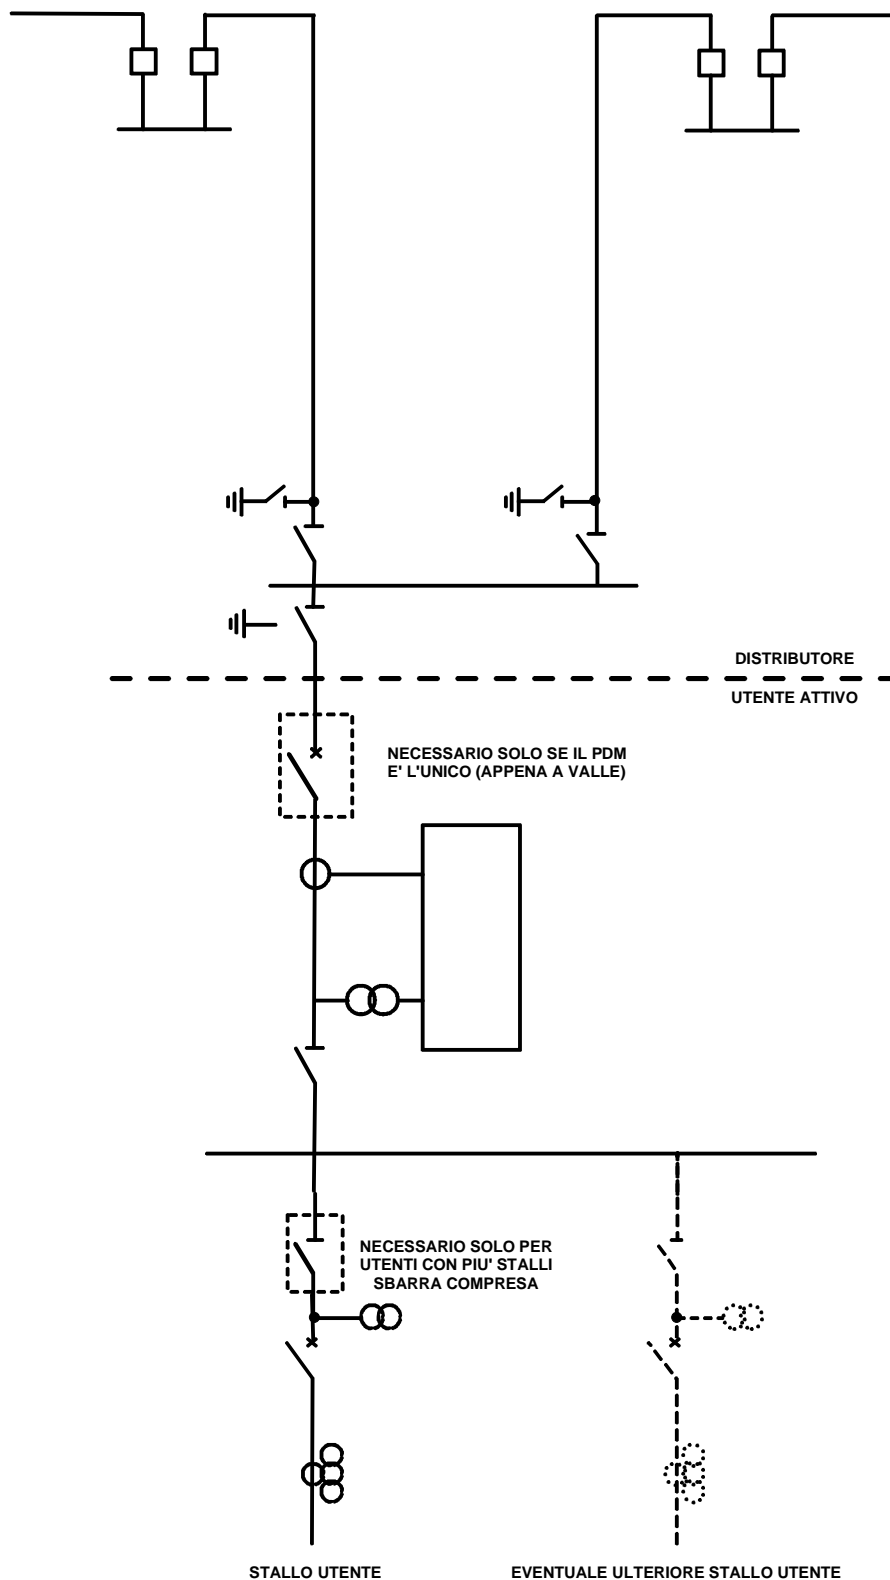 DISTRIBUTORE
UTENTE ATTIVO
NECESSARIO SOLO SE IL PDM
E' L'UNICO (APPENA A VALLE)
NECESSARIO SOLO PER
UTENTI CON PIU' STALLI
SBARRA COMPRESA
STALLO UTENTE
EVENTUALE ULTERIORE STALLO UTENTE